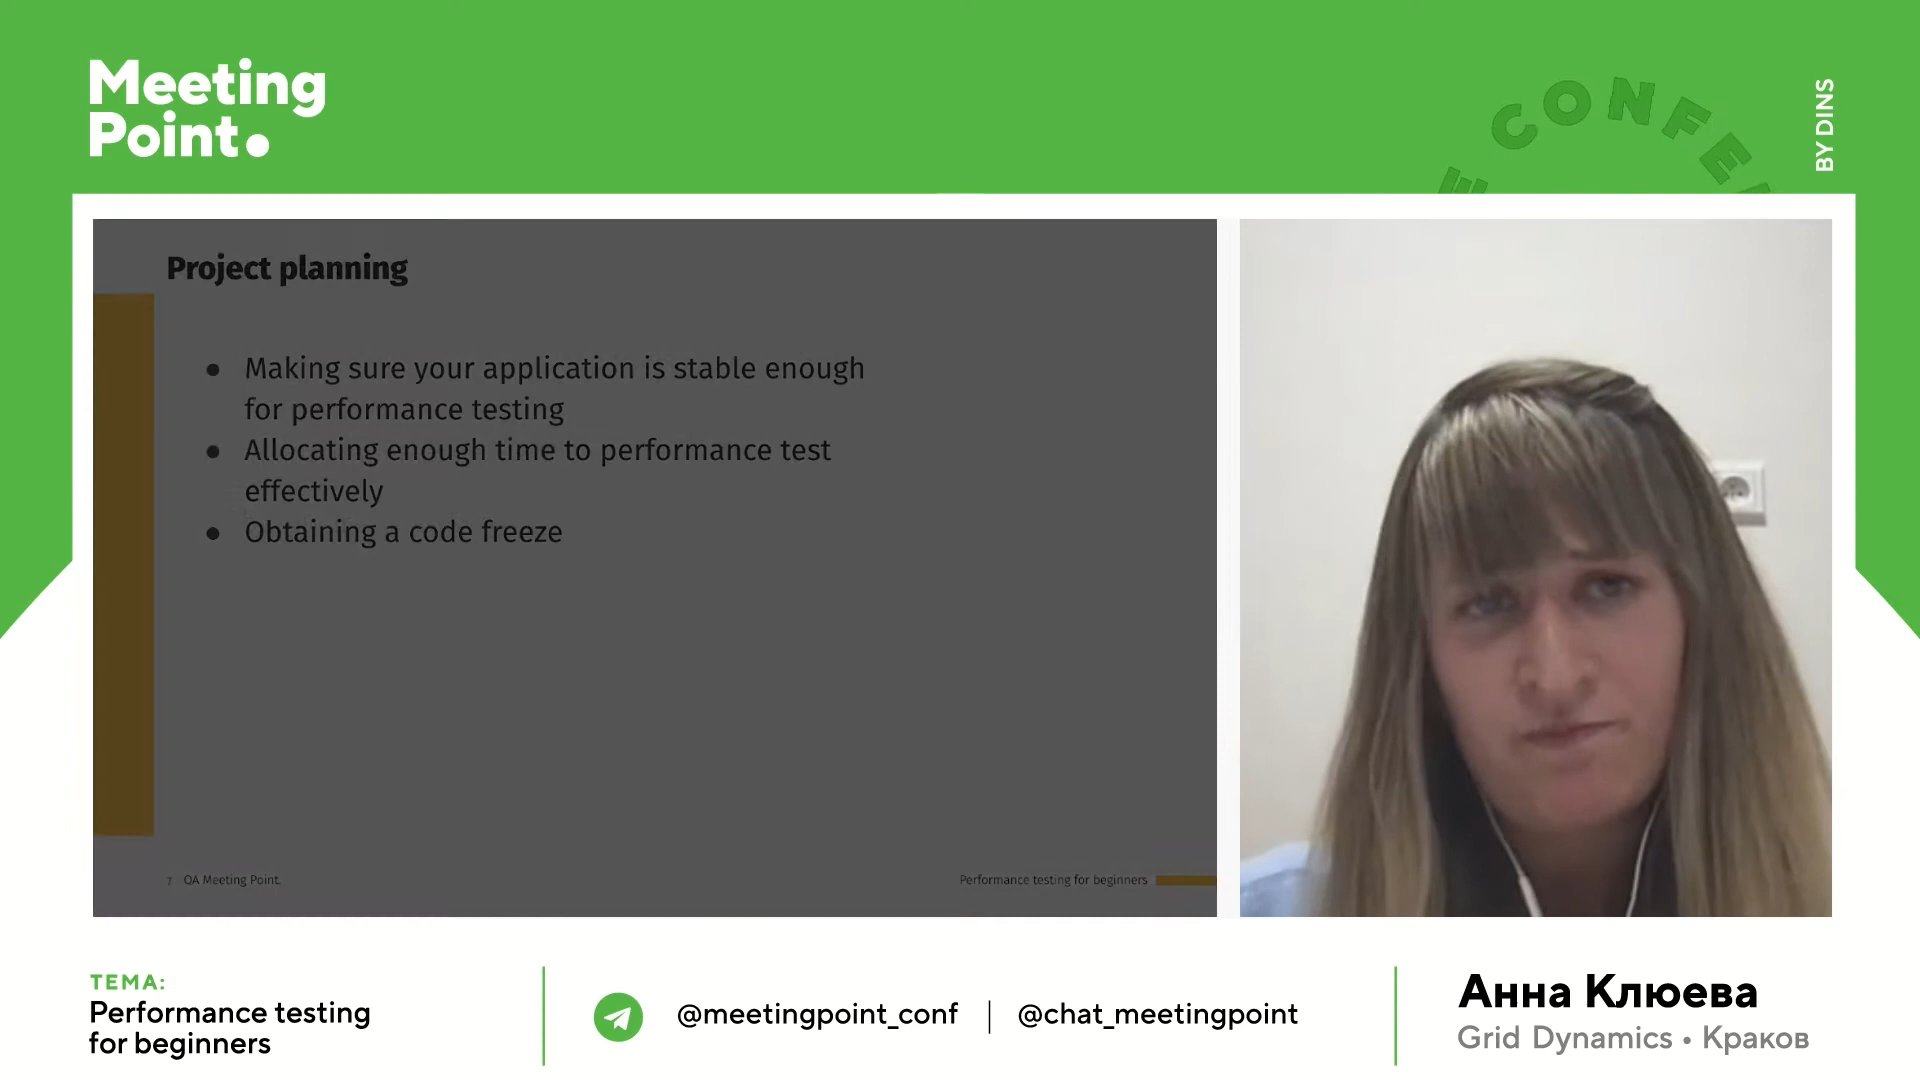 Meeting
Point.
E CONFE
BY DINS
Project planning
● Making sure your application is stable enough
for performance testing
● Allocating enough time to performance test
effectively
● Obtaining a code freeze
7 QA Meeting Point.
Performance testing for beginners
ТЕМА:
Performance testing
for beginners
@meetingpoint_conf | @chat_meetingpoint
Анна Клюева
Grid Dynamics • Краков